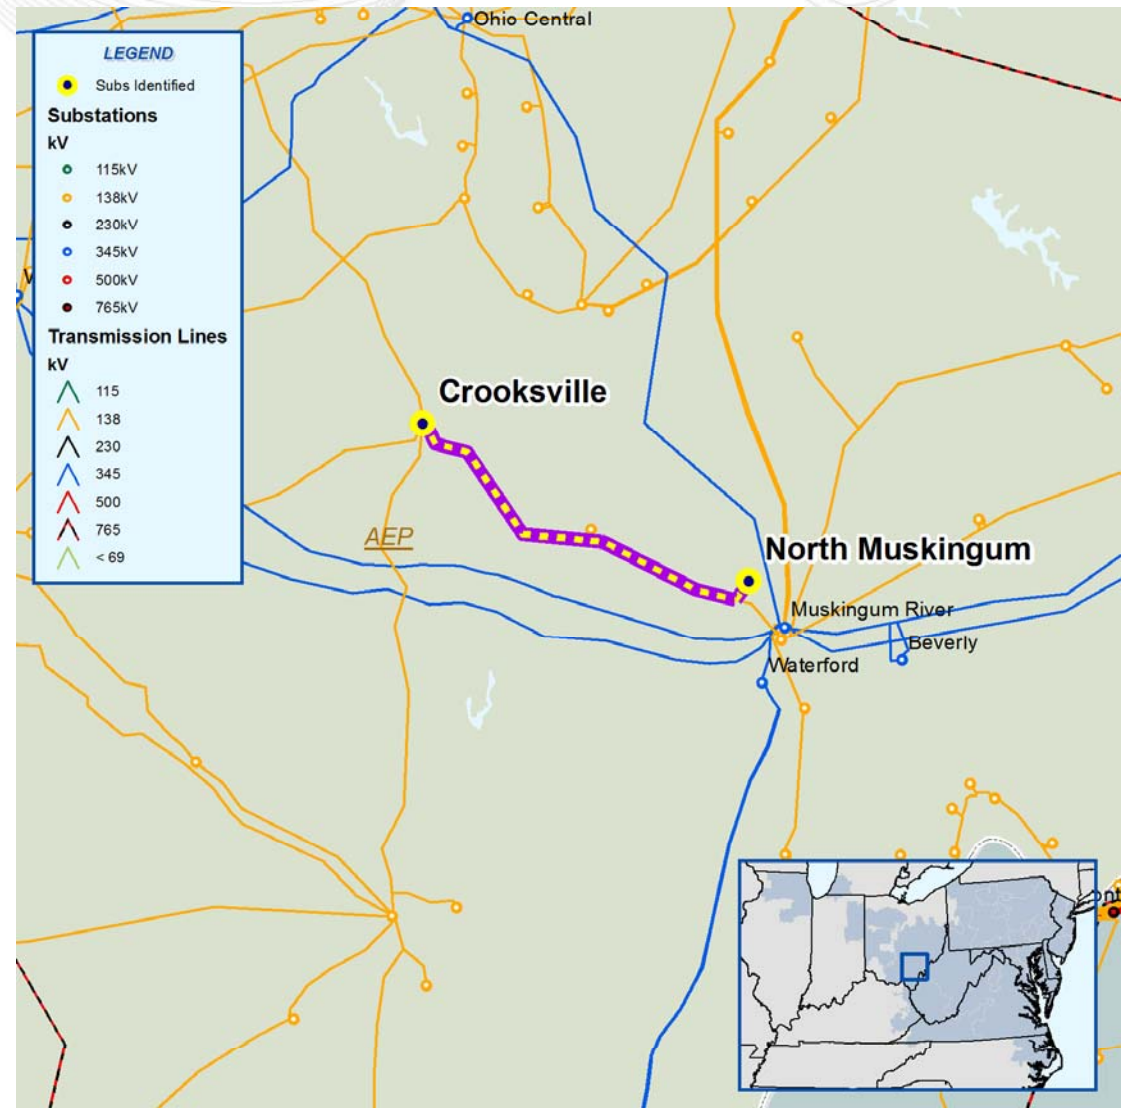 LEGEND
Subs Identified
Substations
kV
115kV
138kV
230kV
345kV
500kV
765kV
Transmission Lines
kV
115
138
230
345
500
765
< 69
Ohio Central
Crooksville
AEP
North Muskingum
Muskingum River
Beverly
Waterford